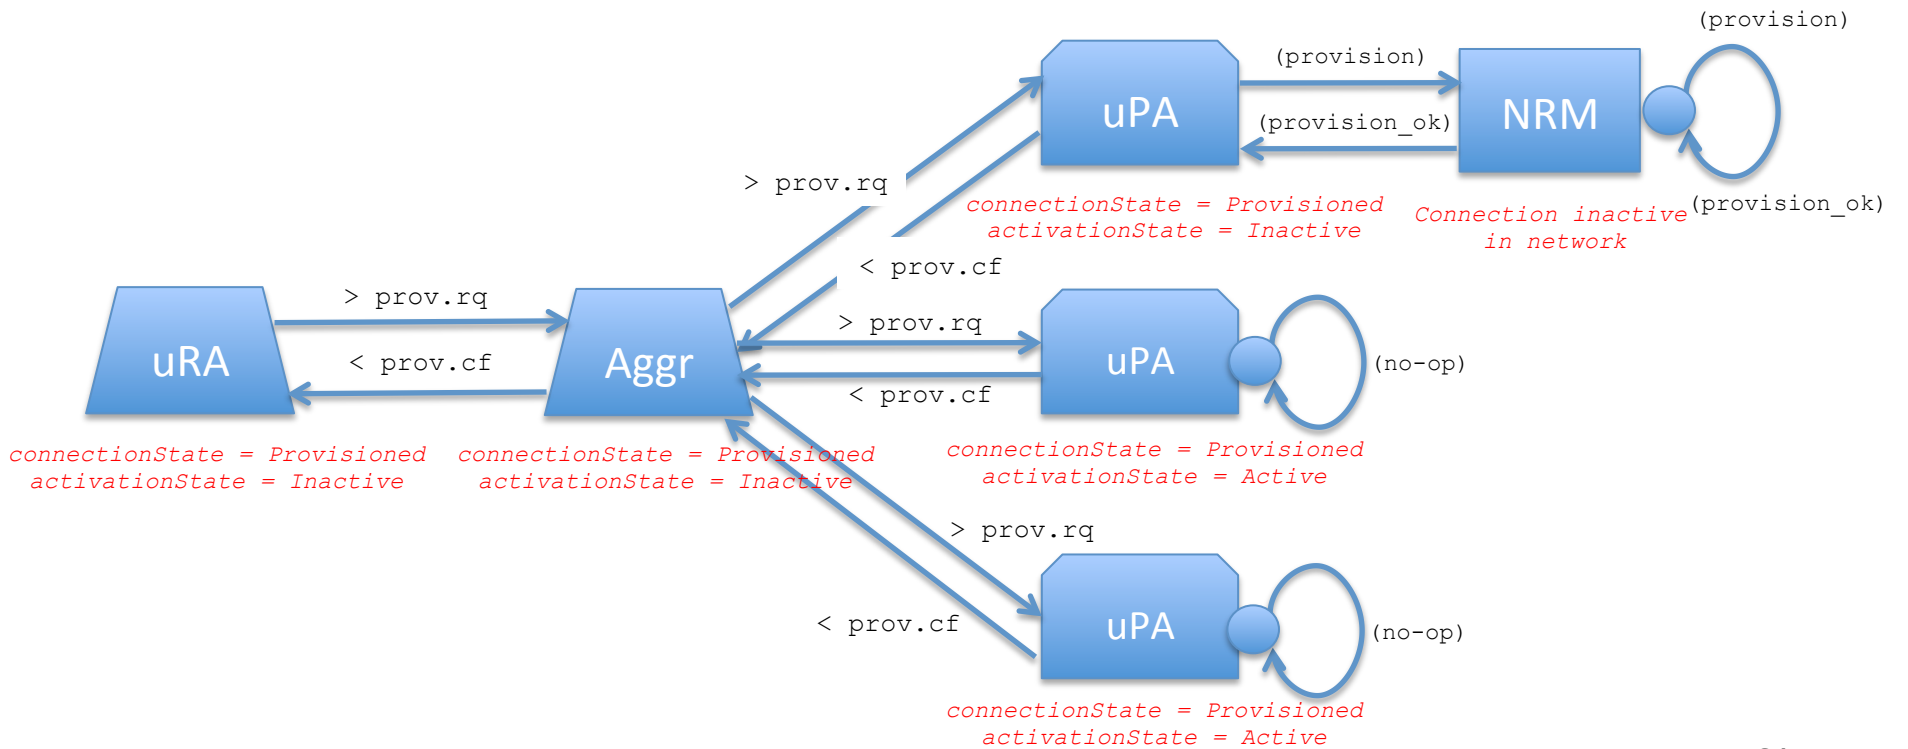 (provision)
(provision)
uPA
NRM
(provision_ok)
> prov.rq
connectionState = Provisioned
activationState = Inactive
Connection inactive
in network
(provision_ok)
< prov.cf
> prov.rq
> prov.rq
uRA
< prov.cf
Aggr
uPA
(no-op)
< prov.cf
connectionState = Provisioned
activationState = Inactive
connectionState = Provisioned
activationState = Inactive
connectionState = Provisioned
activationState = Active
> prov.rq
< prov.cf
uPA
(no-op)
connectionState = Provisioned
activationState = Active